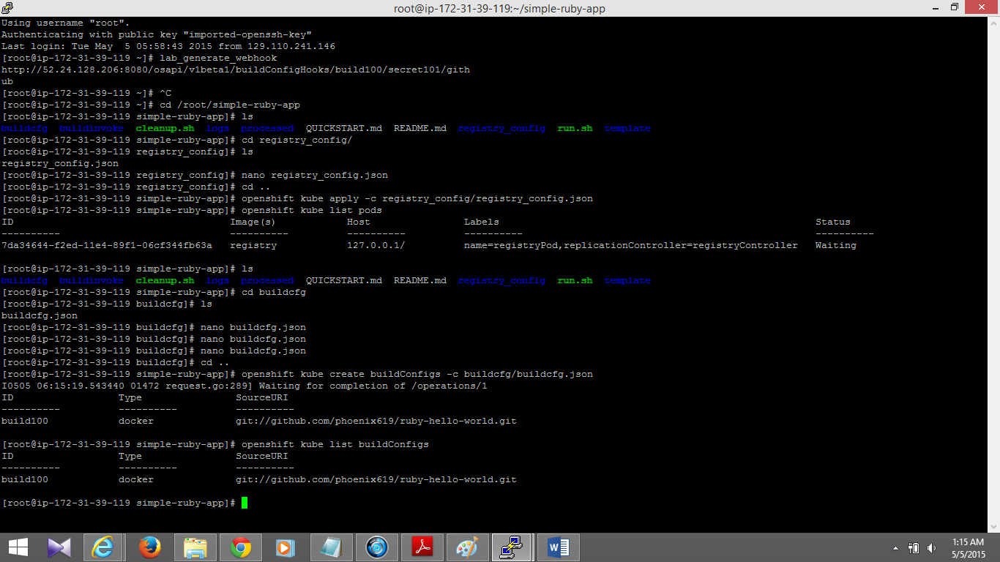 root@ip-172-31-39-119:~/simple-ruby-app
Using username "root".
Authenticating with public key "imported-openssh-key"
Last login: Tue May  5 05:58:43 2015 from 129.110.241.146
[root@ip-172-31-39-119 ~]# lab_generate_webhook
http://52.24.128.206:8080/osapi/v1beta1/buildConfigHooks/build100/secret101/gith
ub
[root@ip-172-31-39-119 ~]# ^C
[root@ip-172-31-39-119 ~]# cd /root/simple-ruby-app
[root@ip-172-31-39-119 simple-ruby-app]# ls
buildcfg  buildinvoke  cleanup.sh  logs  processed  QUICKSTART.md  README.md  registry_config  run.sh  template
[root@ip-172-31-39-119 simple-ruby-app]# cd registry_config/
[root@ip-172-31-39-119 registry_config]# ls
registry_config.json
[root@ip-172-31-39-119 registry_config]# nano registry_config.json
[root@ip-172-31-39-119 registry_config]# cd ..
[root@ip-172-31-39-119 simple-ruby-app]# openshift kube apply -c registry_config/registry_config.json
[root@ip-172-31-39-119 simple-ruby-app]# openshift kube list pods
ID                                     Image(s)            Host                Labels                                                      Status
----------                             ----------          ----------          ----------                                                  ----------
7da34644-f2ed-11e4-89f1-06cf344fb63a   registry            127.0.0.1/          name=registryPod,replicationController=registryController   Waiting
[root@ip-172-31-39-119 simple-ruby-app]# ls
buildcfg  buildinvoke  cleanup.sh  logs  processed  QUICKSTART.md  README.md  registry_config  run.sh  template
[root@ip-172-31-39-119 simple-ruby-app]# cd buildcfg
[root@ip-172-31-39-119 buildcfg]# ls
buildcfg.json
[root@ip-172-31-39-119 buildcfg]# nano buildcfg.json
[root@ip-172-31-39-119 buildcfg]# nano buildcfg.json
[root@ip-172-31-39-119 buildcfg]# nano buildcfg.json
[root@ip-172-31-39-119 buildcfg]# cd ..
[root@ip-172-31-39-119 simple-ruby-app]# openshift kube create buildConfigs -c buildcfg/buildcfg.json
I0505 06:15:19.543440 01472 request.go:289] Waiting for completion of /operations/1
ID                  Type                SourceURI
----------          ----------          ----------
build100            docker              git://github.com/phoenix619/ruby-hello-world.git
[root@ip-172-31-39-119 simple-ruby-app]# openshift kube list buildConfigs
ID                  Type                SourceURI
----------          ----------          ----------
build100            docker              git://github.com/phoenix619/ruby-hello-world.git
[root@ip-172-31-39-119 simple-ruby-app]#
1:15 AM
5/5/2015